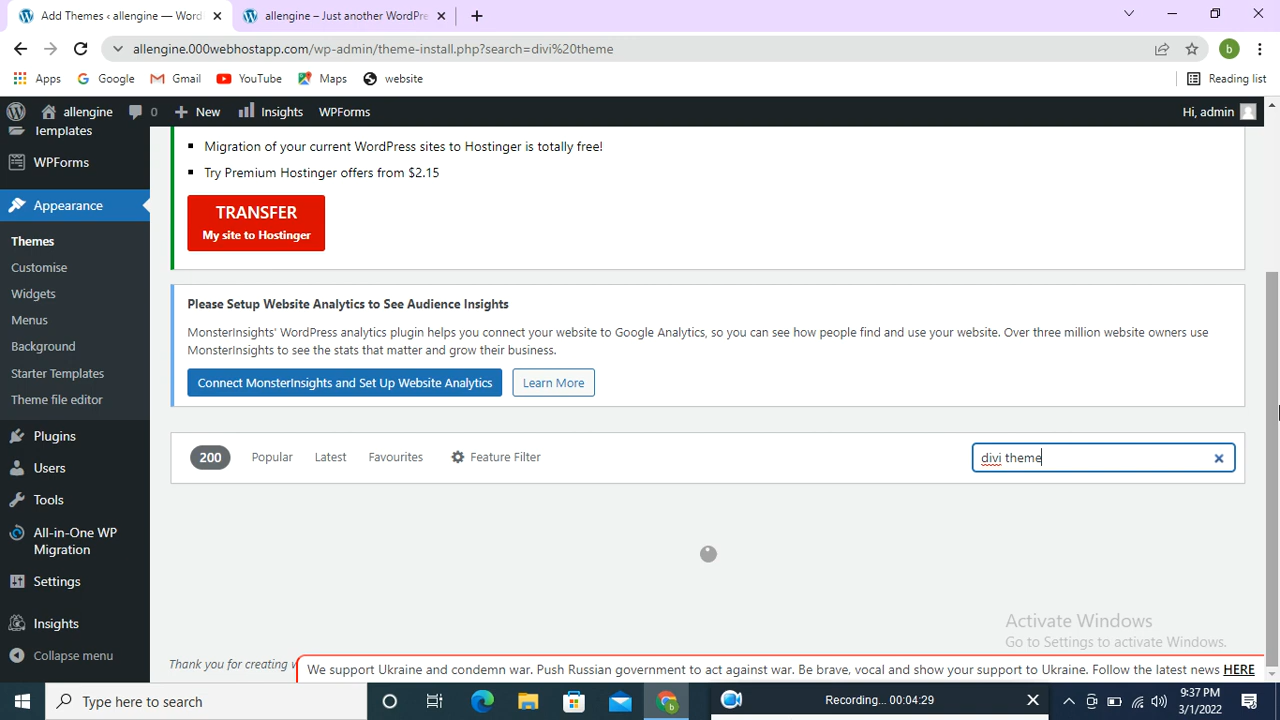 Add Themes ‹ allengine — Word
allengine – Just another WordPre
allengine.000webhostapp.com/wp-admin/theme-install.php?search=divi%20theme
b
Apps
Google
Gmail
YouTube
Maps
website
Reading list
allengine
0
New
Insights
WPForms
Hi, admin
Templates
WPForms
Appearance
Themes
Customise
Widgets
Menus
Background
Starter Templates
Theme file editor
Plugins
Users
Tools
All-in-One WP
Migration
Settings
Insights
Collapse menu
Migration of your current WordPress sites to Hostinger is totally free!
Try Premium Hostinger offers from $2.15
TRANSFER
My site to Hostinger
Please Setup Website Analytics to See Audience Insights
MonsterInsights' WordPress analytics plugin helps you connect your website to Google Analytics, so you can see how people find and use your website. Over three million website owners use
MonsterInsights to see the stats that matter and grow their business.
Connect MonsterInsights and Set Up Website Analytics
Learn More
200
Popular
Latest
Favourites
Feature Filter
divi theme
Activate Windows
Go to Settings to activate Windows.
Thank you for creating
We support Ukraine and condemn war. Push Russian government to act against war. Be brave, vocal and show your support to Ukraine. Follow the latest news HERE
Type here to search
Recording... 00:04:29
9:37 PM
3/1/2022